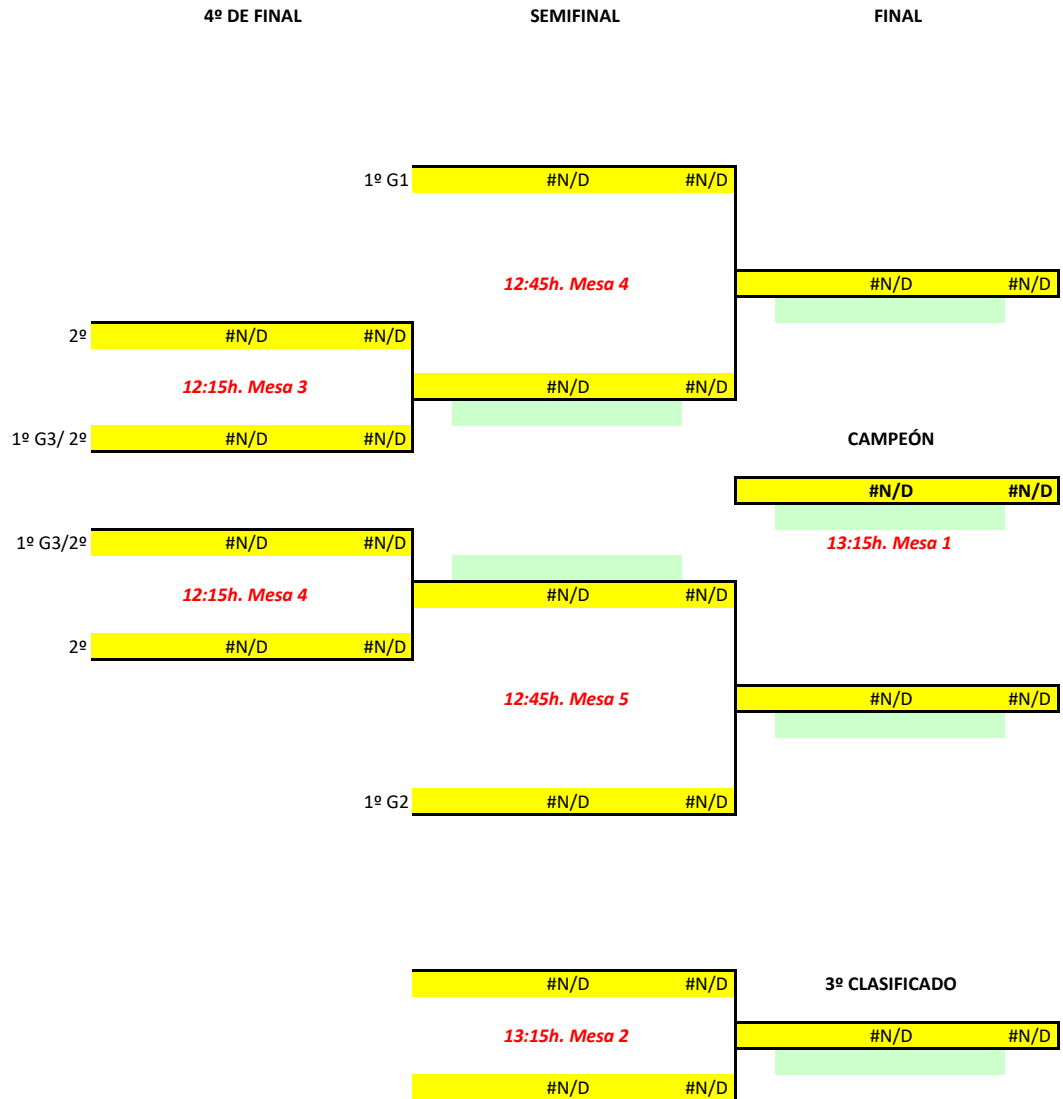 4º DE FINAL SEMIFINAL FINAL
1º G1 #N/D #N/D
12:45h. Mesa 4 #N/D #N/D
2º #N/D #N/D
12:15h. Mesa 3 #N/D #N/D
1º G3/ 2º #N/D #N/D CAMPEÓN
#N/D #N/D
1º G3/2º #N/D #N/D 13:15h. Mesa 1
12:15h. Mesa 4 #N/D #N/D
2º #N/D #N/D
12:45h. Mesa 5 #N/D #N/D
1º G2 #N/D #N/D
#N/D #N/D 3º CLASIFICADO
13:15h. Mesa 2 #N/D #N/D
#N/D #N/D